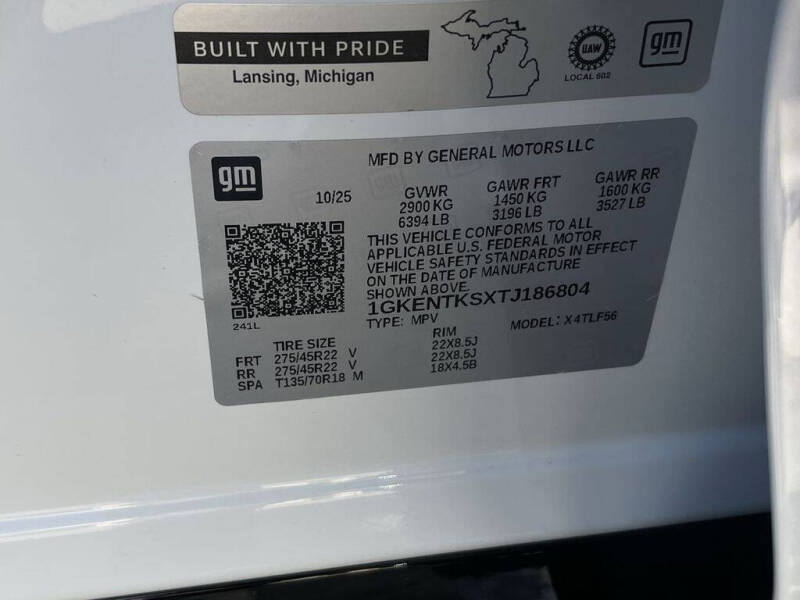 BUILT WITH PRIDE
Lansing, Michigan
UAW
LOCAL 602
gm
gm
MFD BY GENERAL MOTORS LLC
10/25
GVWR GAWR FRT GAWR RR
2900 KG 1450 KG 1600 KG
6394 LB 3196 LB 3527 LB
THIS VEHICLE CONFORMS TO ALL
APPLICABLE U.S. FEDERAL MOTOR
VEHICLE SAFETY STANDARDS IN EFFECT
ON THE DATE OF MANUFACTURE
SHOWN ABOVE.
1GKENTKSXTJ186804
TYPE: MPV MODEL: X4TLF56
241L
TIRE SIZE RIM
FRT 275/45R22 V 22X8.5J
RR 275/45R22 V 22X8.5J
SPA T135/70R18 M 18X4.5B